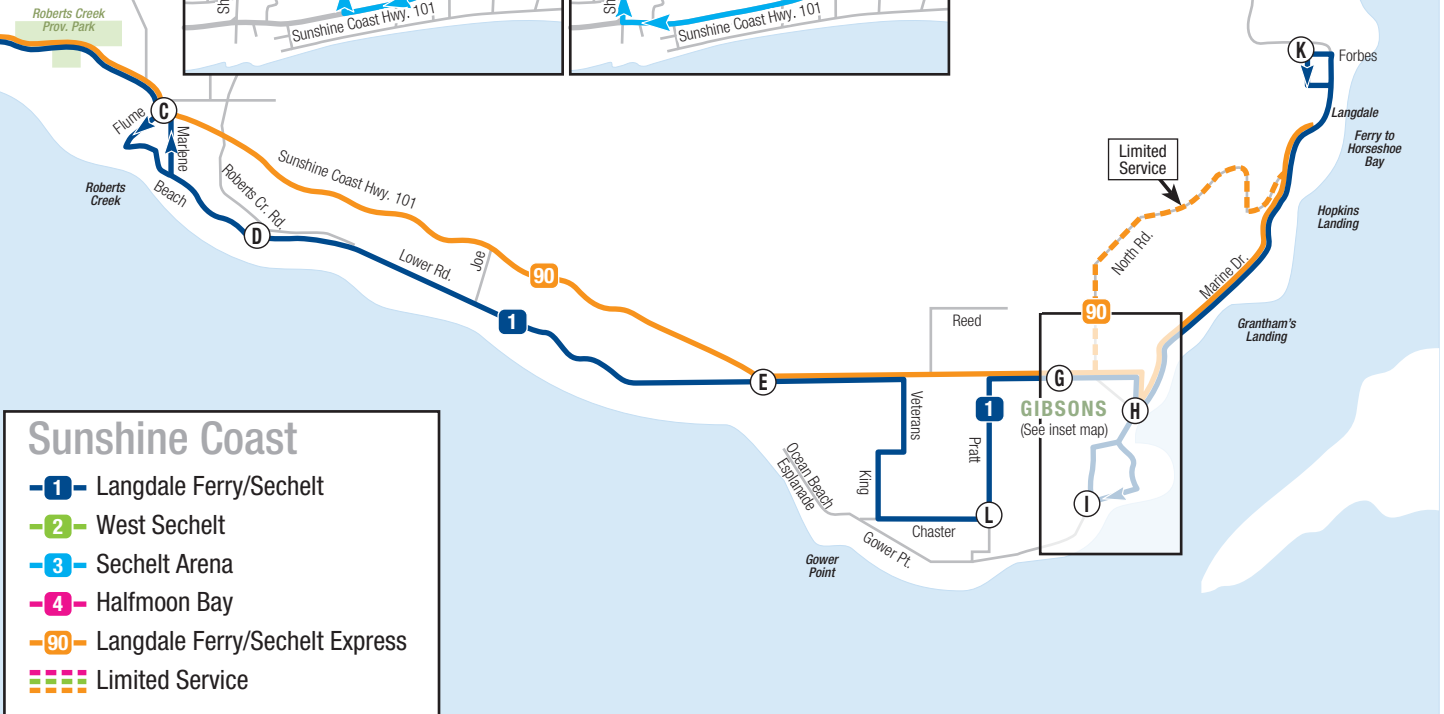 Roberts Creek
Prov. Park
Sh
Sunshine Coast Hwy. 101
Sh
Sunshine Coast Hwy. 101
K
Forbes
Langdale
Ferry to
Horseshoe
Bay
C
Flume
Marlene
Sunshine Coast Hwy. 101
Limited
Service
Roberts
Creek
Beach
Roberts Cr. Rd.
D
Hopkins
Landing
North Rd.
Lower Rd.
Joe
90
Marine Dr.
1
90
Reed
Grantham's
Landing
E
G
Veterans
1
GIBSONS
(See inset map)
H
Pratt
King
Ocean Beach
Esplanade
L
I
Chaster
Gower Pt.
Gower
Point
Sunshine Coast
1 Langdale Ferry/Sechelt
2 West Sechelt
3 Sechelt Arena
4 Halfmoon Bay
90 Langdale Ferry/Sechelt Express
Limited Service